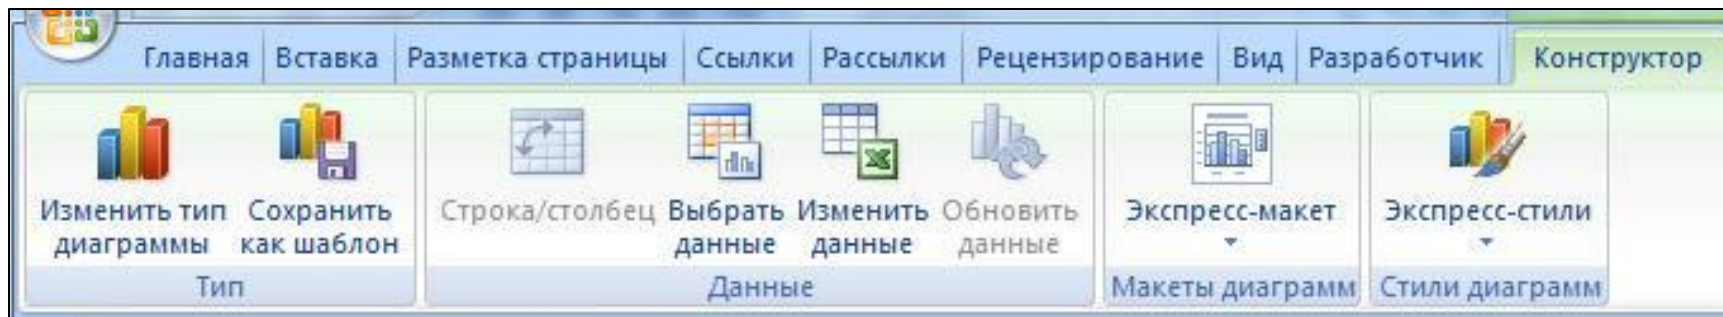 Главная Вставка Разметка страницы Ссылки Рассылки Рецензирование Вид Разработчик Конструктор
Изменить тип диаграммы
Сохранить как шаблон
Строка/столбец
Выбрать данные
Изменить данные
Обновить данные
Экспресс-макет
Экспресс-стили
Тип Данные Макеты диаграмм Стили диаграмм